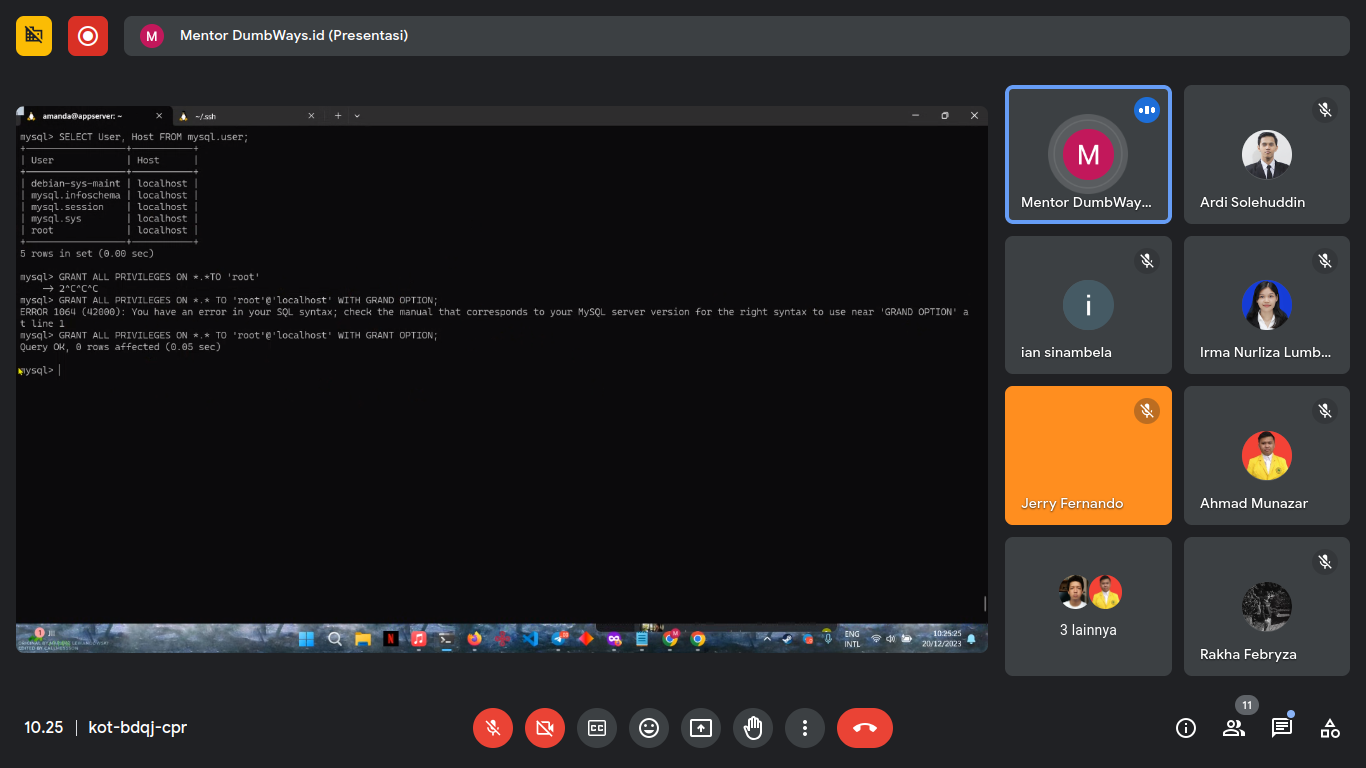 M Mentor DumbWays.id (Presentasi)
amanda@appserver: ~
~/.ssh
mysql> SELECT User, Host FROM mysql.user;
+------------------+-----------+
| User | Host |
+------------------+-----------+
| debian-sys-maint | localhost |
| mysql.infoschema | localhost |
| mysql.session | localhost |
| mysql.sys | localhost |
| root | localhost |
+------------------+-----------+
5 rows in set (0.00 sec)
mysql> GRANT ALL PRIVILEGES ON *.*TO 'root'
-> 2^C^C^C
mysql> GRANT ALL PRIVILEGES ON *.* TO 'root'@'localhost' WITH GRAND OPTION;
ERROR 1064 (42000): You have an error in your SQL syntax; check the manual that corresponds to your MySQL server version for the right syntax to use near 'GRAND OPTION' a
t line 1
mysql> GRANT ALL PRIVILEGES ON *.* TO 'root'@'localhost' WITH GRANT OPTION;
Query OK, 0 rows affected (0.05 sec)
mysql>
ENG
INTL
10:25:25
20/12/2023
M
Mentor DumbWay...
Ardi Solehuddin
i
ian sinambela
Irma Nurliza Lumb...
Jerry Fernando
Ahmad Munazar
3 lainnya
Rakha Febryza
10.25 | kot-bdqj-cpr
11